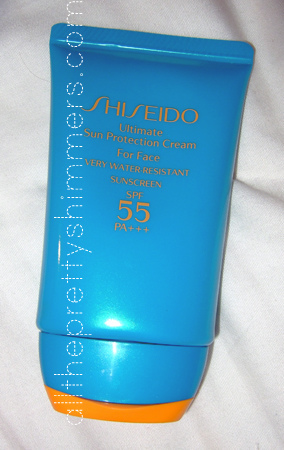 SHISEIDO
Ultimate
Sun Protection Cream
For Face
VERY WATER-RESISTANT
SUNSCREEN
SPF
55
PA+++
alltheprettyshimmers.com